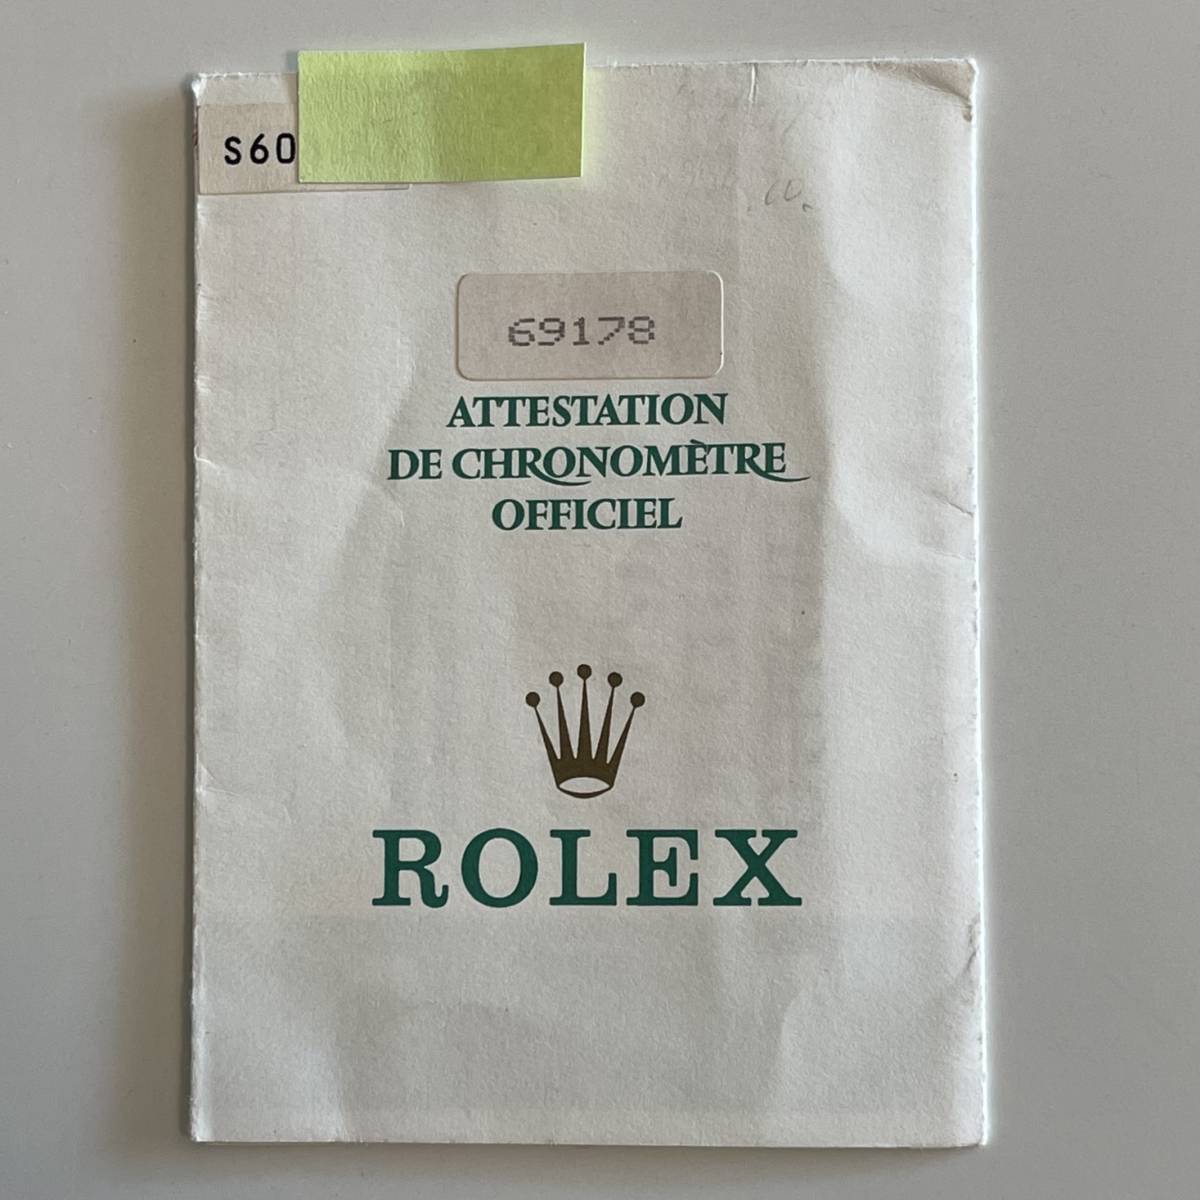 S60
69178
ATTESTATION
DE CHRONOMÈTRE
OFFICIEL
ROLEX